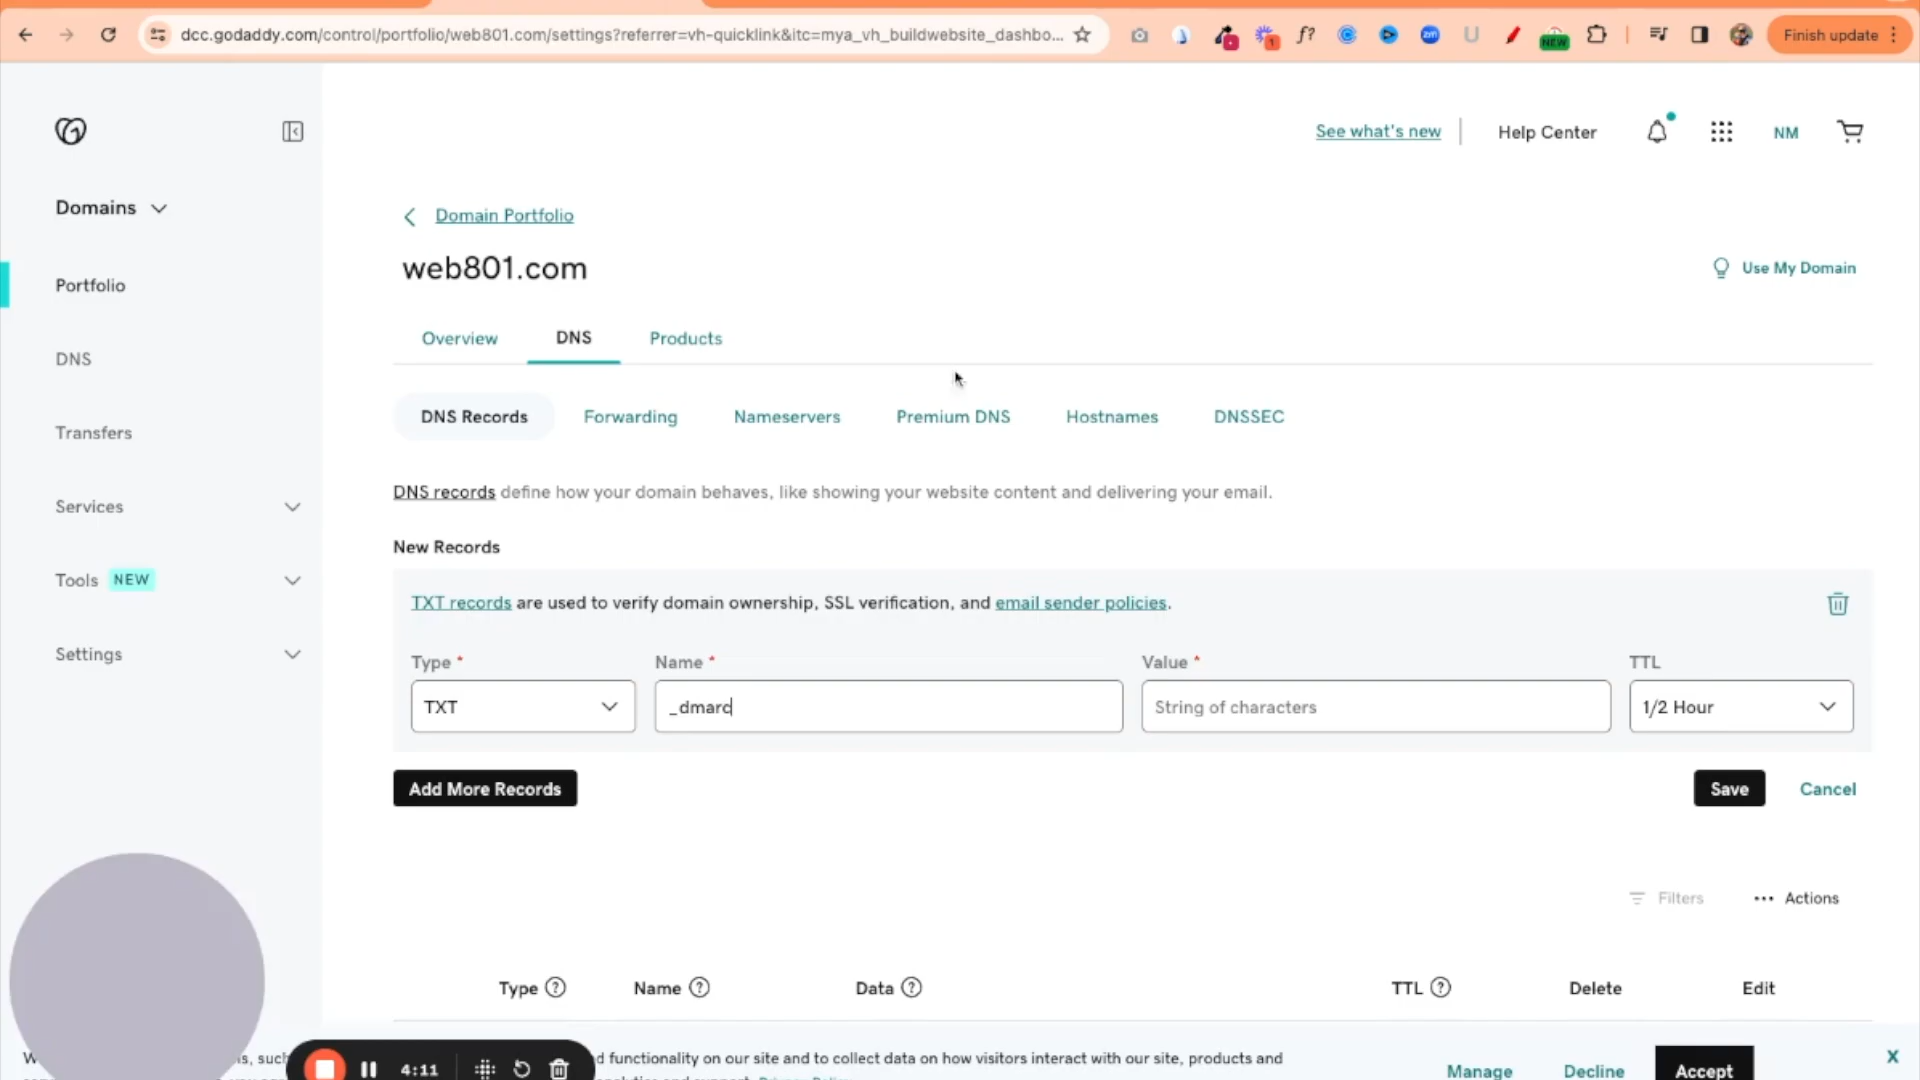 dcc.godaddy.com/control/portfolio/web801.com/settings?referrer=vh-quicklink&itc=mya_vh_buildwebsite_dashbo...
1
NEW
Finish update
See what's new
Help Center
NM
Domains
Domain Portfolio
web801.com
Use My Domain
Portfolio
Overview
DNS
Products
DNS
DNS Records
Forwarding
Nameservers
Premium DNS
Hostnames
DNSSEC
Transfers
DNS records define how your domain behaves, like showing your website content and delivering your email.
Services
New Records
Tools NEW
TXT records are used to verify domain ownership, SSL verification, and email sender policies.
Settings
Type *
Name *
Value *
TTL
TXT
_dmarc
String of characters
1/2 Hour
Add More Records
Save
Cancel
Filters
Actions
Type
Name
Data
TTL
Delete
Edit
functionality on our site and to collect data on how visitors interact with our site, products and
4:11
Manage
Decline
Accept
X